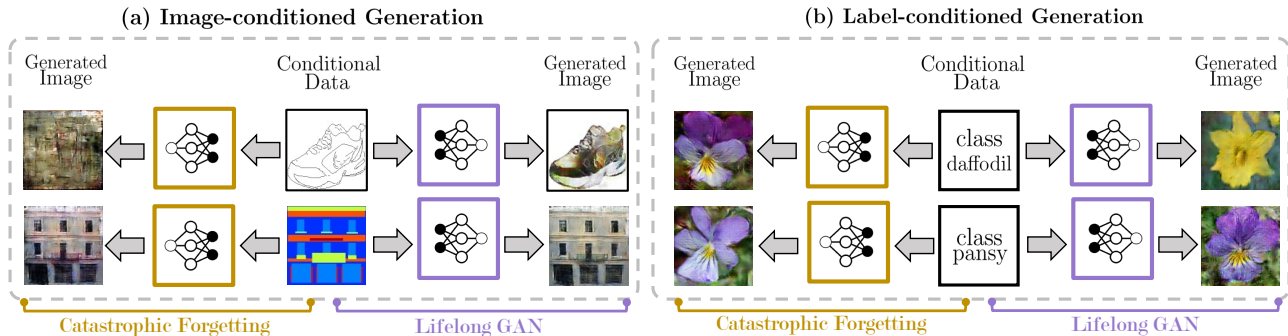 (a) Image-conditioned Generation
Generated
Image
Conditional
Data
Generated
Image
Catastrophic Forgetting
Lifelong GAN
(b) Label-conditioned Generation
Generated
Image
Conditional
Data
Generated
Image
class
daffodil
class
pansy
Catastrophic Forgetting
Lifelong GAN